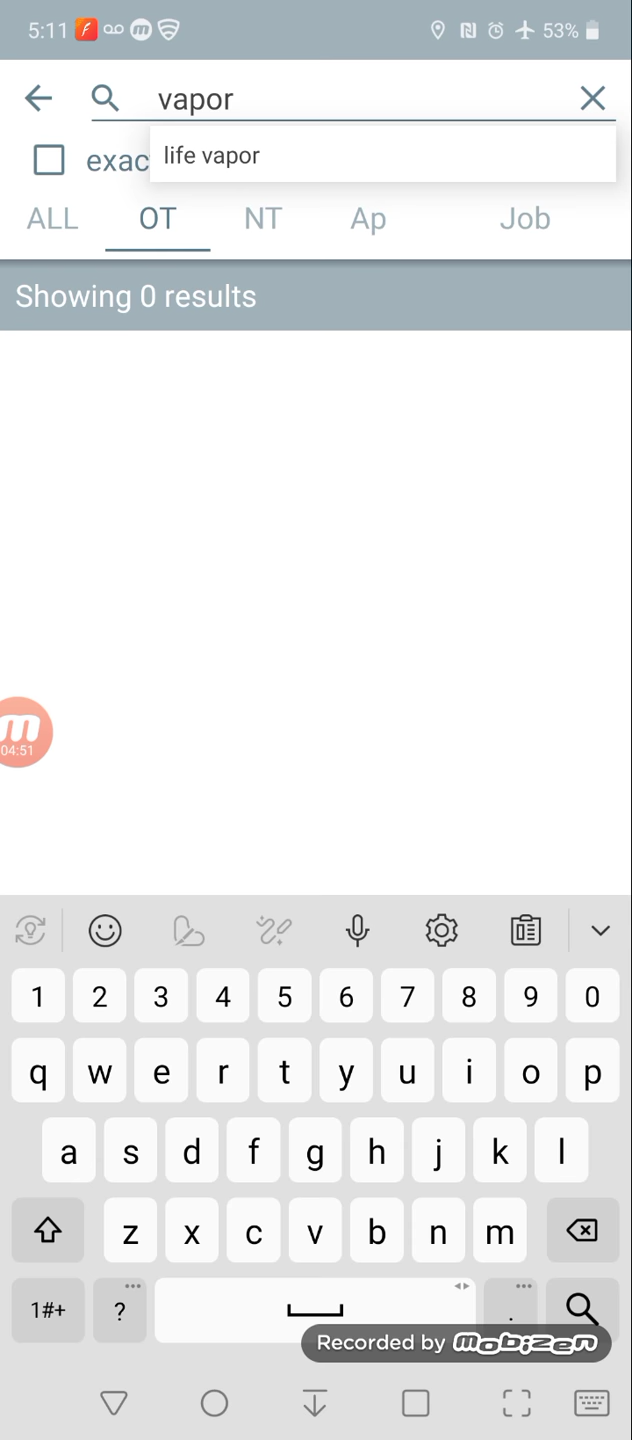 5:11 53%
vapor
exac
life vapor
ALL OT NT Ap Job
Showing 0 results
04:51
1 2 3 4 5 6 7 8 9 0
q w e r t y u i o p
a s d f g h j k l
z x c v b n m
1#+ ? .
Recorded by mobizen